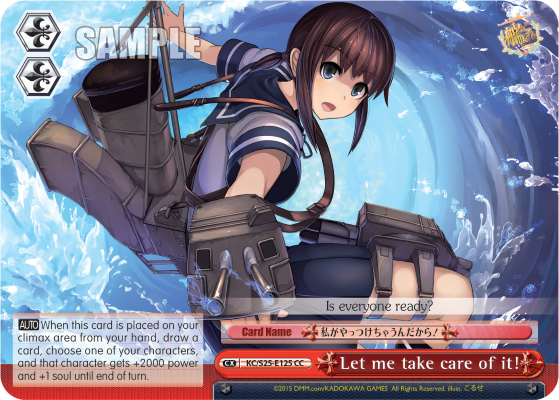 SAMPLE
Is everyone ready?
Card Name 私がやっつけちゃうんだから!
CX KC/S25-E125 CC Let me take care of it!
AUTO When this card is placed on your
climax area from your hand, draw a
card, choose one of your characters,
and that character gets +2000 power
and +1 soul until end of turn.
©2015 DMM.com/KADOKAWA GAMES All Rights Reserved. illust. こるせ